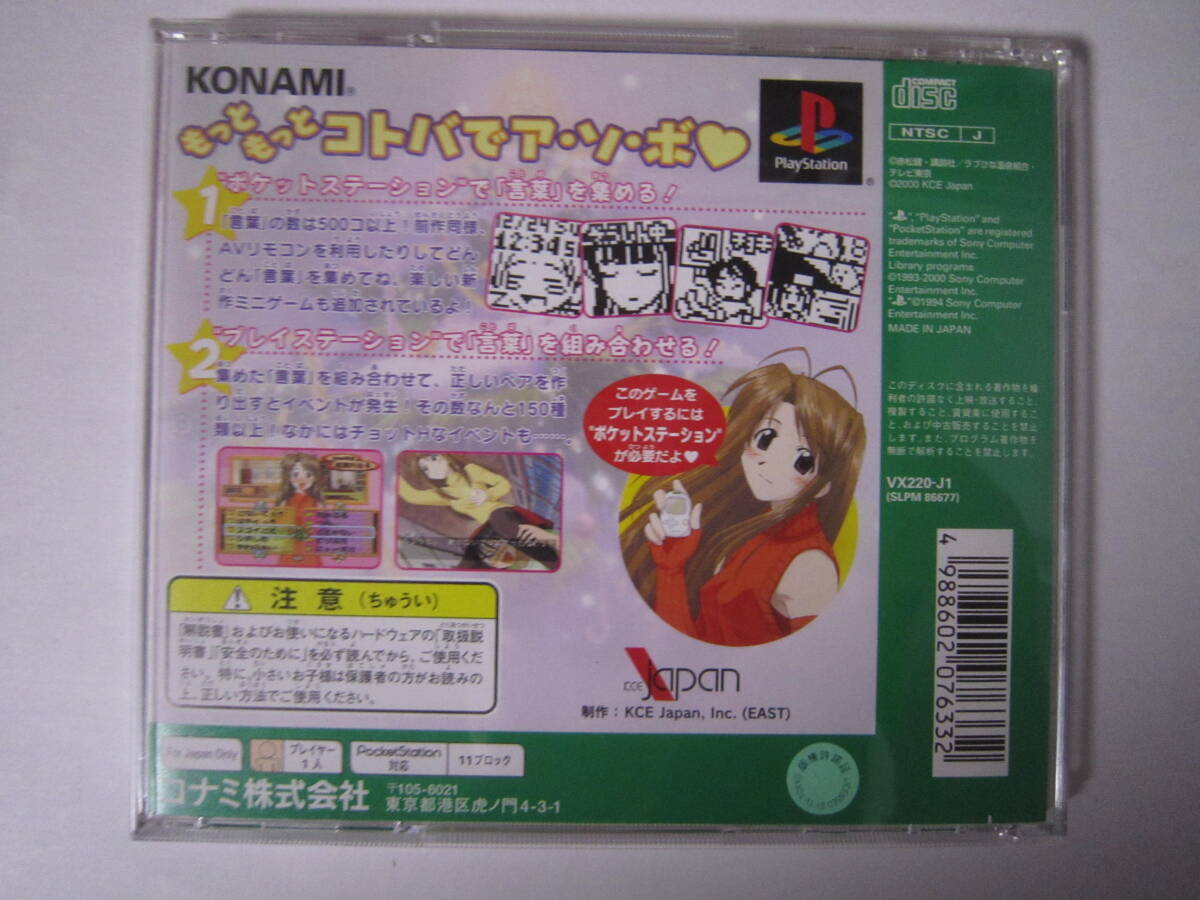 KONAMI®
もっともっとコトバでア・ソ・ボ♡
1 "ポケットステーション"で「言葉」を集める！
「言葉」の数は500コ以上！前作同様、
AVリモコンを利用したりしてどん
どん「言葉」を集めてね。楽しい新
作ミニゲームも追加されているよ！
2 "プレイステーション"で「言葉」を組み合わせる！
集めた「言葉」を組み合わせて、正しいペアを作
り出すとイベントが発生！その数なんと150種
類以上！なかにはチョットHなイベントも……。
このゲームを
プレイするには
"ポケットステーション"
が必要だよ♥
注意（ちゅうい）
「解説書」およびお使いになるハードウェアの「取扱説
明書」「安全のために」を必ず読んでから、ご使用くだ
さい。特に、小さいお子様は保護者の方がお読みの
上、正しい方法でご使用ください。
KCE Japan
制作：KCE Japan, Inc. (EAST)
For Japan Only
プレイヤー
1人
PocketStation
対応
11ブロック
コナミ株式会社
〒105-6021
東京都港区虎ノ門4-3-1
PlayStation®
COMPACT
disc
NTSC J
©赤松健・講談社／ラブひな温泉組合・
テレビ東京
©2000 KCE Japan
"PlayStation" and
"PocketStation" are registered
trademarks of Sony Computer
Entertainment Inc.
Library programs
©1993-2000 Sony Computer
Entertainment Inc.
©1994 Sony Computer
Entertainment Inc.
MADE IN JAPAN
このディスクに含まれる著作物を権
利者の許諾なく上映・放送すること、
複製すること、賃貸業に使用するこ
と、および中古販売することを禁止
します。また、プログラム著作物を
無断で解析することを禁止します。
VX220-J1
(SLPM 86677)
4 988602 076332
版権許諾証